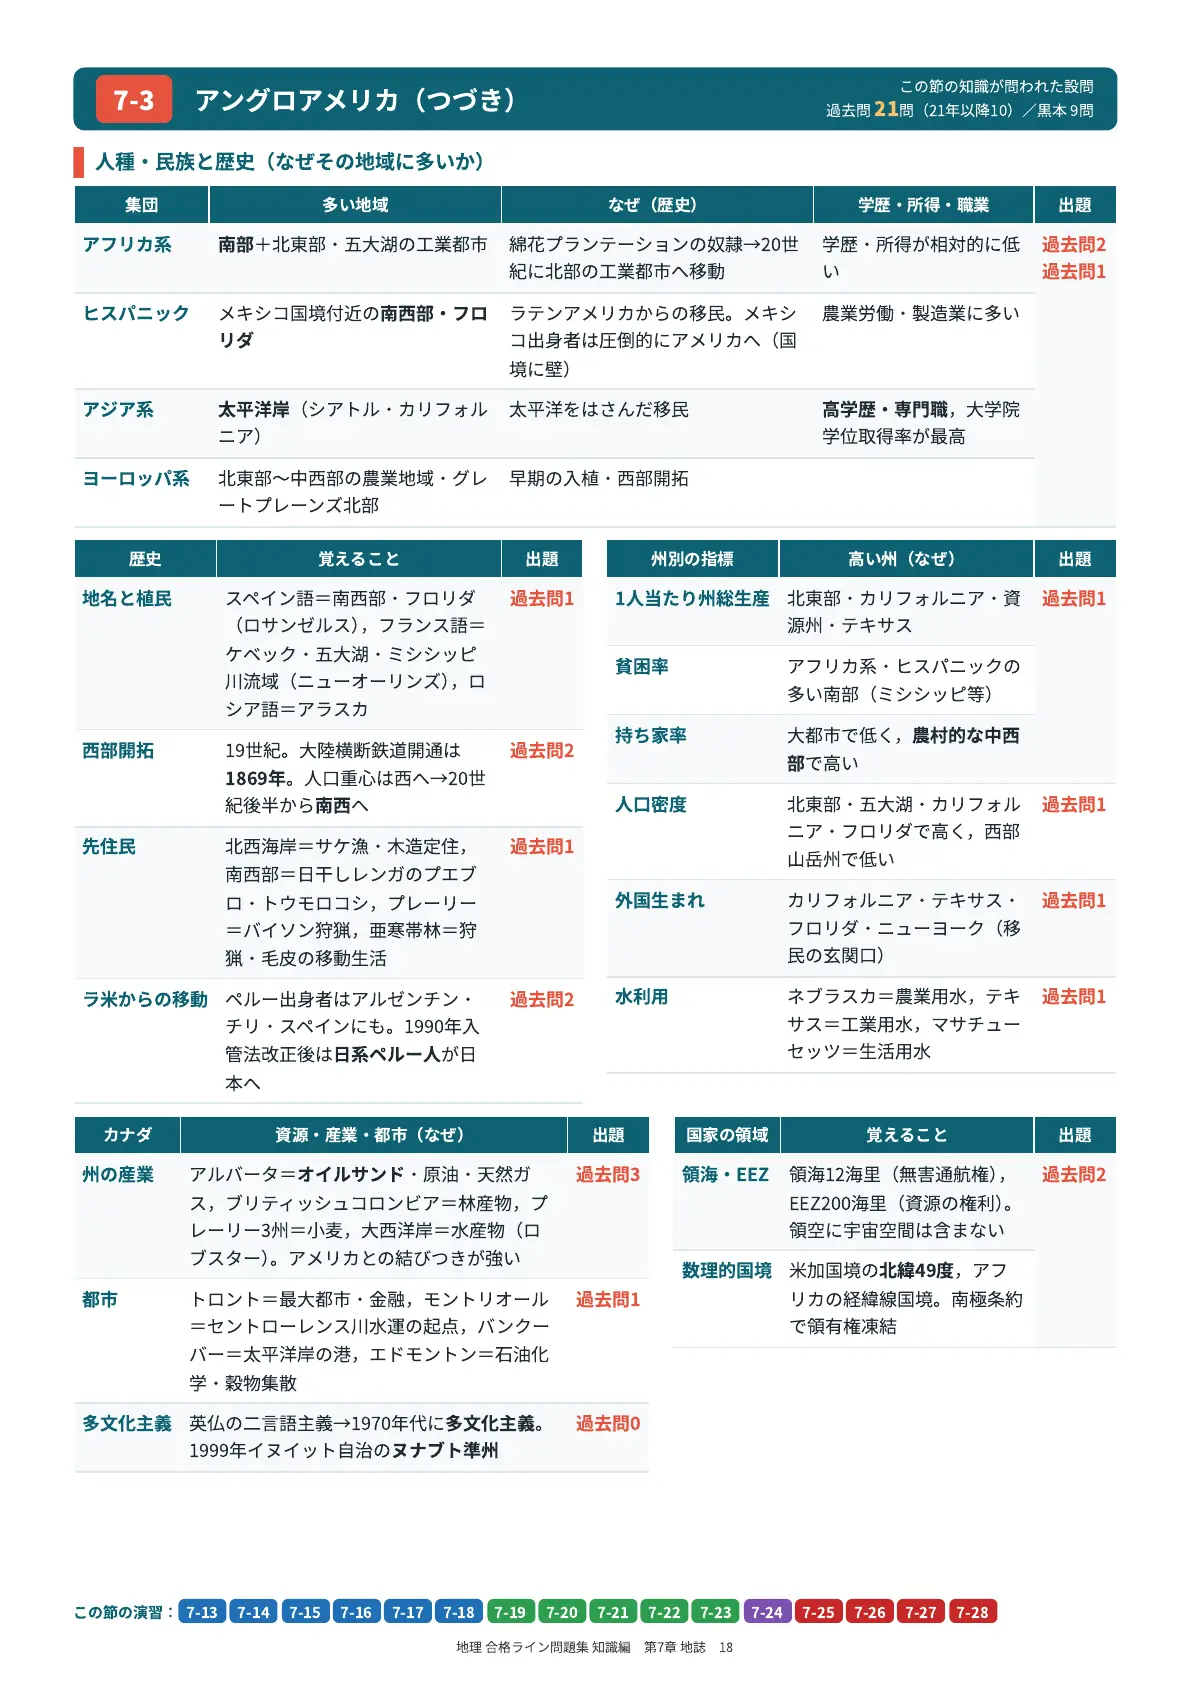 7-3 アングロアメリカ（つづき）
この節の知識が問われた設問
過去問 21問（21年以降10）／黒本 9問
人種・民族と歴史（なぜその地域に多いか）
集団 多い地域 なぜ（歴史） 学歴・所得・職業 出題
アフリカ系 南部＋北東部・五大湖の工業都市 綿花プランテーションの奴隷→20世 学歴・所得が相対的に低 過去問2
紀に北部の工業都市へ移動 い 過去問1
ヒスパニック メキシコ国境付近の南西部・フロ ラテンアメリカからの移民。メキシ 農業労働・製造業に多い
リダ コ出身者は圧倒的にアメリカへ（国
境に壁）
アジア系 太平洋岸（シアトル・カリフォル 太平洋をはさんだ移民 高学歴・専門職，大学院
ニア） 学位取得率が最高
ヨーロッパ系 北東部～中西部の農業地域・グレ 早期の入植・西部開拓
ートプレーンズ北部
歴史 覚えること 出題
地名と植民 スペイン語＝南西部・フロリダ 過去問1
（ロサンゼルス），フランス語＝
ケベック・五大湖・ミシシッピ
川流域（ニューオーリンズ），ロ
シア語＝アラスカ
西部開拓 19世紀。大陸横断鉄道開通は 過去問2
1869年。人口重心は西へ→20世
紀後半から南西へ
先住民 北西海岸＝サケ漁・木造定住， 過去問1
南西部＝日干しレンガのプエブ
ロ・トウモロコシ，プレーリー
＝バイソン狩猟，亜寒帯林＝狩
猟・毛皮の移動生活
ラ米からの移動 ペルー出身者はアルゼンチン・ 過去問2
チリ・スペインにも。1990年入
管法改正後は日系ペルー人が日
本へ
州別の指標 高い州（なぜ） 出題
1人当たり州総生産 北東部・カリフォルニア・資 過去問1
源州・テキサス
貧困率 アフリカ系・ヒスパニックの
多い南部（ミシシッピ等）
持ち家率 大都市で低く，農村的な中西
部で高い
人口密度 北東部・五大湖・カリフォル 過去問1
ニア・フロリダで高く，西部
山岳州で低い
外国生まれ カリフォルニア・テキサス・ 過去問1
フロリダ・ニューヨーク（移
民の玄関口）
水利用 ネブラスカ＝農業用水，テキ 過去問1
サス＝工業用水，マサチュー
セッツ＝生活用水
カナダ 資源・産業・都市（なぜ） 出題
州の産業 アルバータ＝オイルサンド・原油・天然ガ 過去問3
ス，ブリティッシュコロンビア＝林産物，プ
レーリー3州＝小麦，大西洋岸＝水産物（ロ
ブスター）。アメリカとの結びつきが強い
都市 トロント＝最大都市・金融，モントリオール 過去問1
＝セントローレンス川水運の起点，バンクー
バー＝太平洋岸の港，エドモントン＝石油化
学・穀物集散
多文化主義 英仏の二言語主義→1970年代に多文化主義。 過去問0
1999年イヌイット自治のヌナブト準州
国家の領域 覚えること 出題
領海・EEZ 領海12海里（無害通航権）， 過去問2
EEZ200海里（資源の権利）。
領空に宇宙空間は含まない
数理的国境 米加国境の北緯49度，アフ
リカの経緯線国境。南極条約
で領有権凍結
この節の演習： 7-13 7-14 7-15 7-16 7-17 7-18 7-19 7-20 7-21 7-22 7-23 7-24 7-25 7-26 7-27 7-28
地理 合格ライン問題集 知識編 第7章 地誌 18